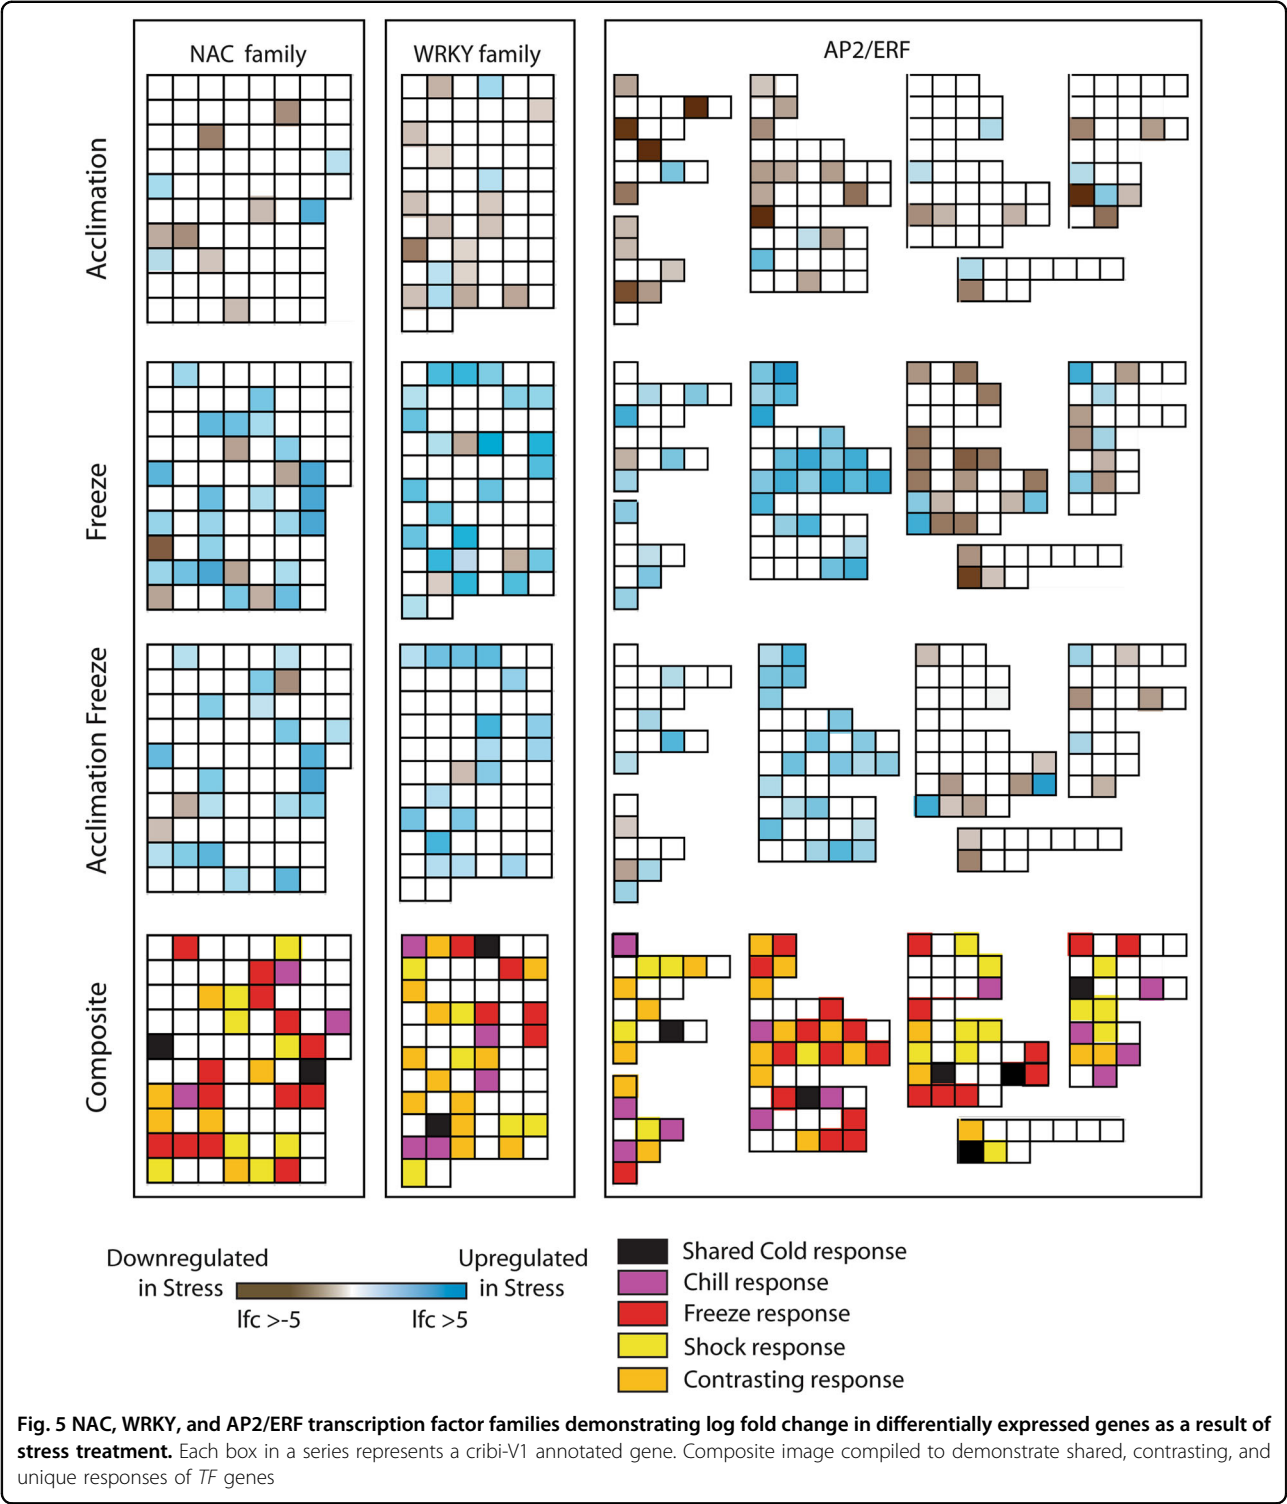 NAC family
WRKY family
AP2/ERF
Acclimation
Freeze
Acclimation Freeze
Composite
Downregulated
in Stress
Upregulated
in Stress
lfc >-5
lfc >5
Shared Cold response
Chill response
Freeze response
Shock response
Contrasting response
Fig. 5 NAC, WRKY, and AP2/ERF transcription factor families demonstrating log fold change in differentially expressed genes as a result of
stress treatment. Each box in a series represents a cribi-V1 annotated gene. Composite image compiled to demonstrate shared, contrasting, and
unique responses of TF genes